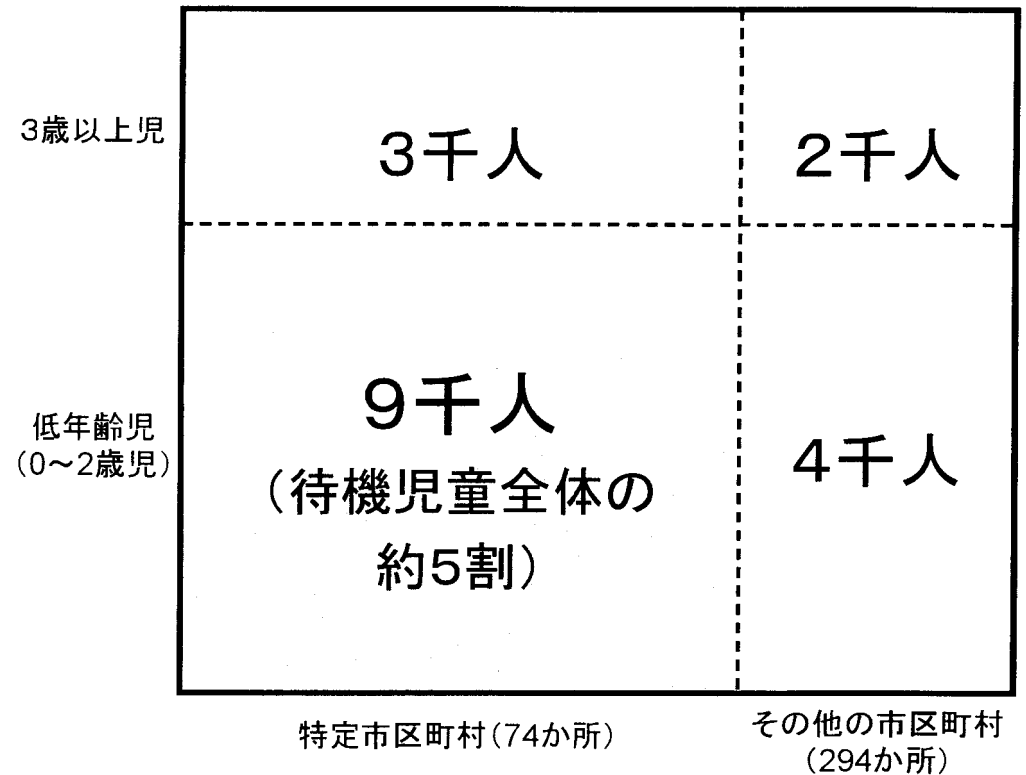 3歳以上児
3千人
2千人
低年齢児
(0〜2歳児)
9千人
(待機児童全体の
約5割)
4千人
特定市区町村(74か所)
その他の市区町村
(294か所)